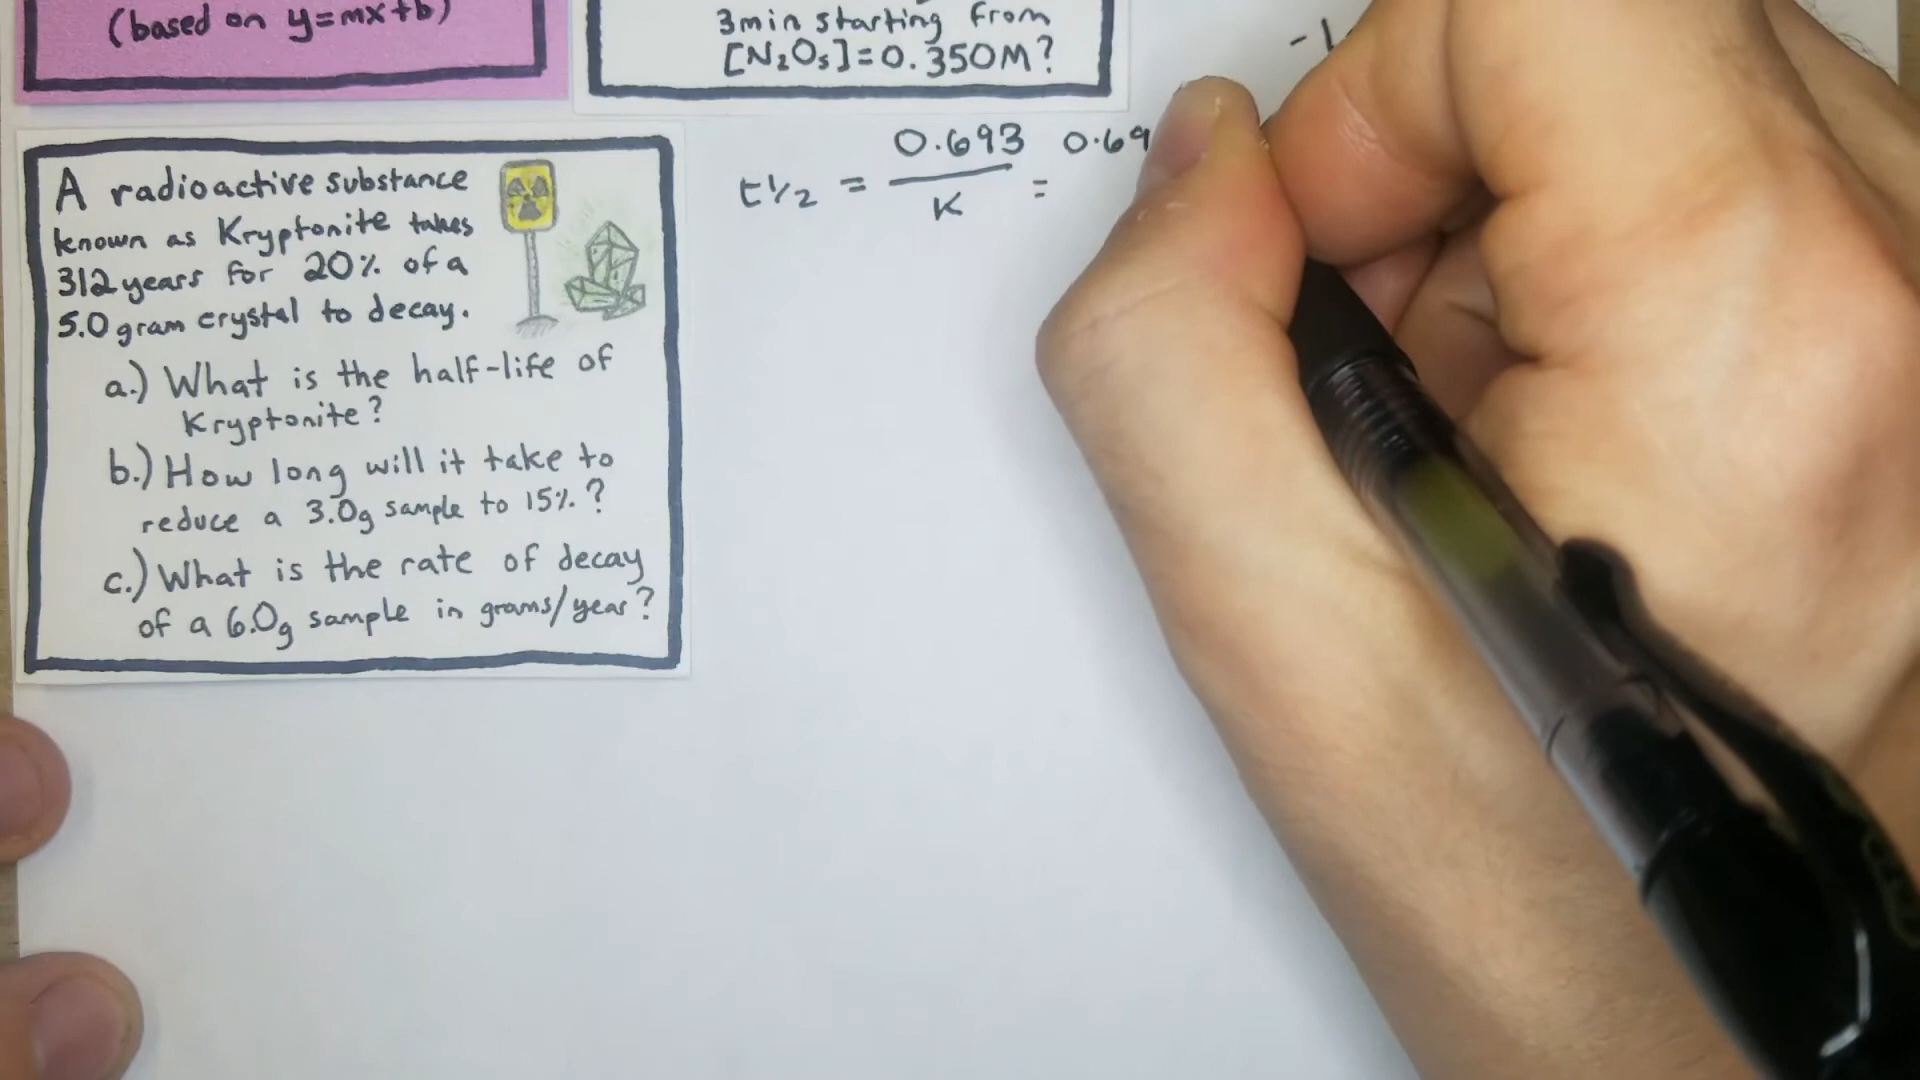 (based on y=mx+b)
3min starting from
[N₂O₅]=0.350M?
A radioactive substance
known as Kryptonite takes
312 years for 20% of a
5.0 gram crystal to decay.
a.) What is the half-life of
Kryptonite?
b.) How long will it take to
reduce a 3.0g sample to 15%?
c.) What is the rate of decay
of a 6.0g sample in grams/year?
t½ = 0.693/K = 0.69